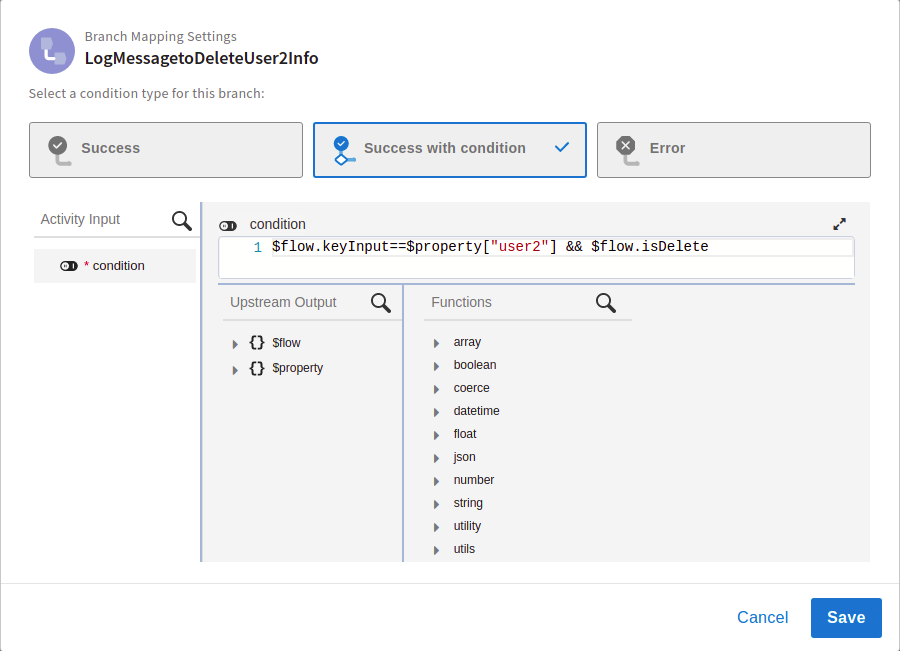 Branch Mapping Settings
LogMessagetoDeleteUser2Info
Select a condition type for this branch:
Success
Success with condition
Error
Activity Input
* condition
condition
1 $flow.keyInput==$property["user2"] && $flow.isDelete
Upstream Output
{} $flow
{} $property
Functions
array
boolean
coerce
datetime
float
json
number
string
utility
utils
Cancel
Save